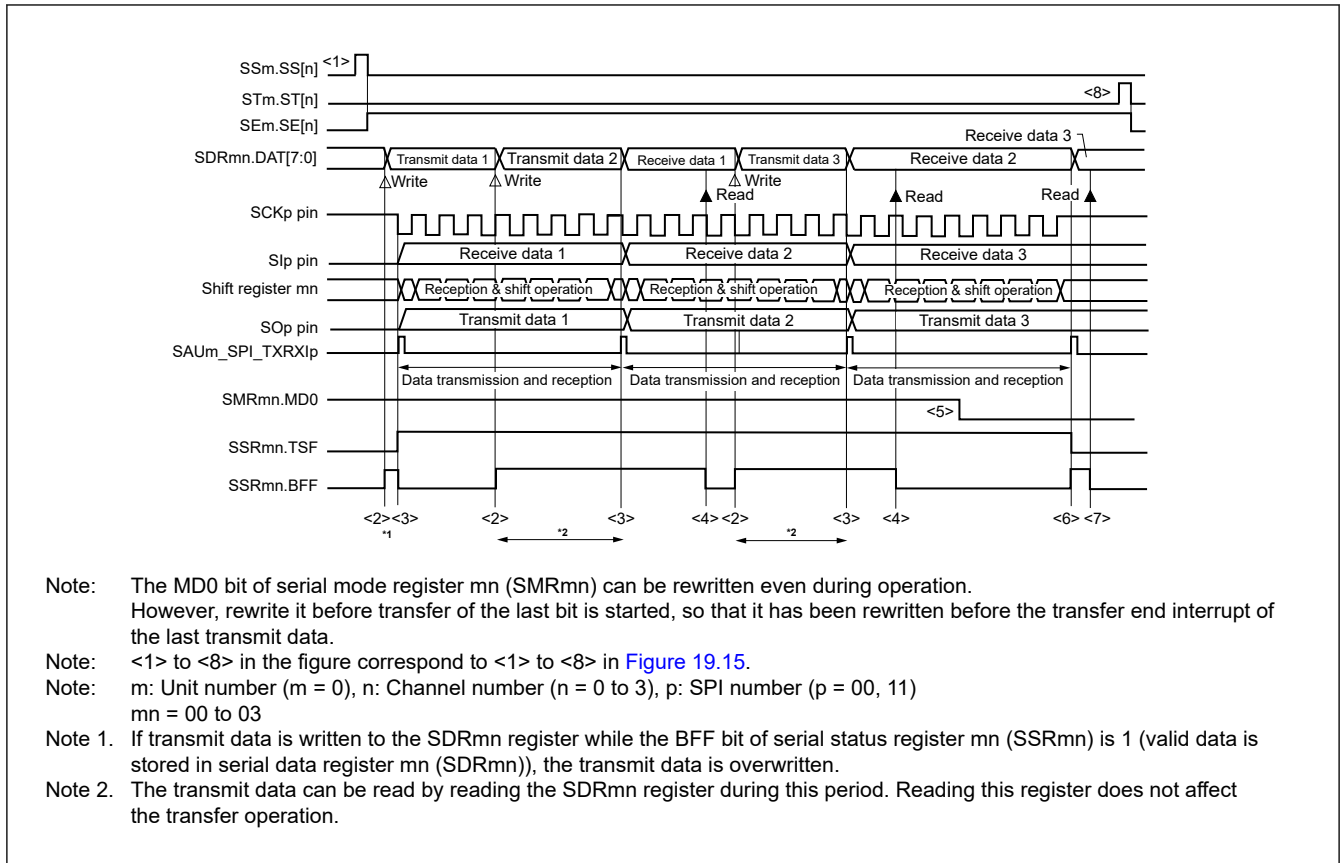 SSm.SS[n] <1>
STm.ST[n] <8>
SEm.SE[n]
Receive data 3
SDRmn.DAT[7:0] Transmit data 1 Transmit data 2 Receive data 1 Transmit data 3 Receive data 2
Write Write Write
Read Read Read
SCKp pin
SIp pin Receive data 1 Receive data 2 Receive data 3
Shift register mn Reception & shift operation Reception & shift operation Reception & shift operation
SOp pin Transmit data 1 Transmit data 2 Transmit data 3
SAUm_SPI_TXRXIp
Data transmission and reception Data transmission and reception Data transmission and reception
SMRmn.MD0 <5>
SSRmn.TSF
SSRmn.BFF
<2> <3> <2> <3> <4> <2> <3> <4> <6> <7>
*1 *2 *2
Note: The MD0 bit of serial mode register mn (SMRmn) can be rewritten even during operation.
However, rewrite it before transfer of the last bit is started, so that it has been rewritten before the transfer end interrupt of
the last transmit data.
Note: <1> to <8> in the figure correspond to <1> to <8> in Figure 19.15.
Note: m: Unit number (m = 0), n: Channel number (n = 0 to 3), p: SPI number (p = 00, 11)
mn = 00 to 03
Note 1. If transmit data is written to the SDRmn register while the BFF bit of serial status register mn (SSRmn) is 1 (valid data is
stored in serial data register mn (SDRmn)), the transmit data is overwritten.
Note 2. The transmit data can be read by reading the SDRmn register during this period. Reading this register does not affect
the transfer operation.